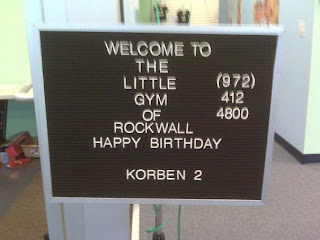 WELCOME TO
THE
LITTLE (972)
GYM 412
OF 4800
ROCKWALL
HAPPY BIRTHDAY
KORBEN 2